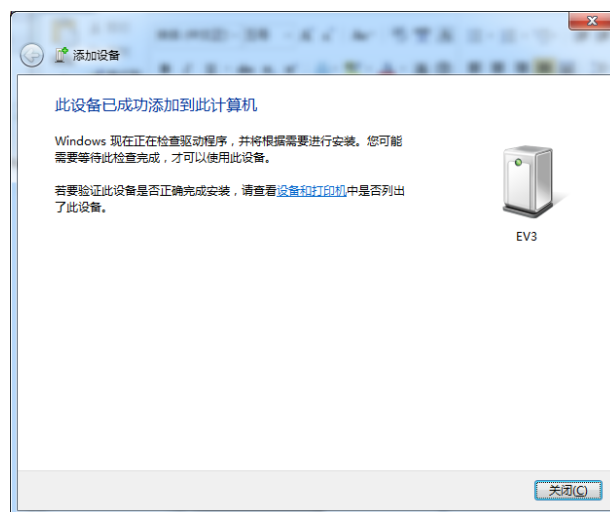 添加设备
此设备已成功添加到此计算机
Windows 现在正在检查驱动程序，并将根据需要进行安装。您可能
需要等待此检查完成，才可以使用此设备。
若要验证此设备是否正确完成安装，请查看设备和打印机中是否列出
了此设备。
EV3
关闭(C)